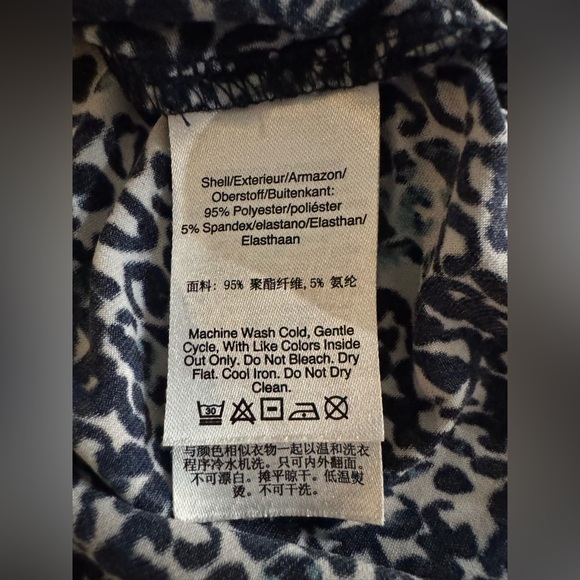 Shell/Exterieur/Armazon/
Oberstoff/Buitenkant:
95% Polyester/poliéster
5% Spandex/elastano/Elasthan/
Elasthaan
面料: 95% 聚酯纤维,5% 氨纶
Machine Wash Cold, Gentle
Cycle, With Like Colors Inside
Out Only. Do Not Bleach. Dry
Flat. Cool Iron. Do Not Dry
Clean.
30
与颜色相似衣物一起以温和洗衣
程序冷水机洗。只可内外翻面。
不可漂白。摊平晾干。低温熨
烫。不可干洗。